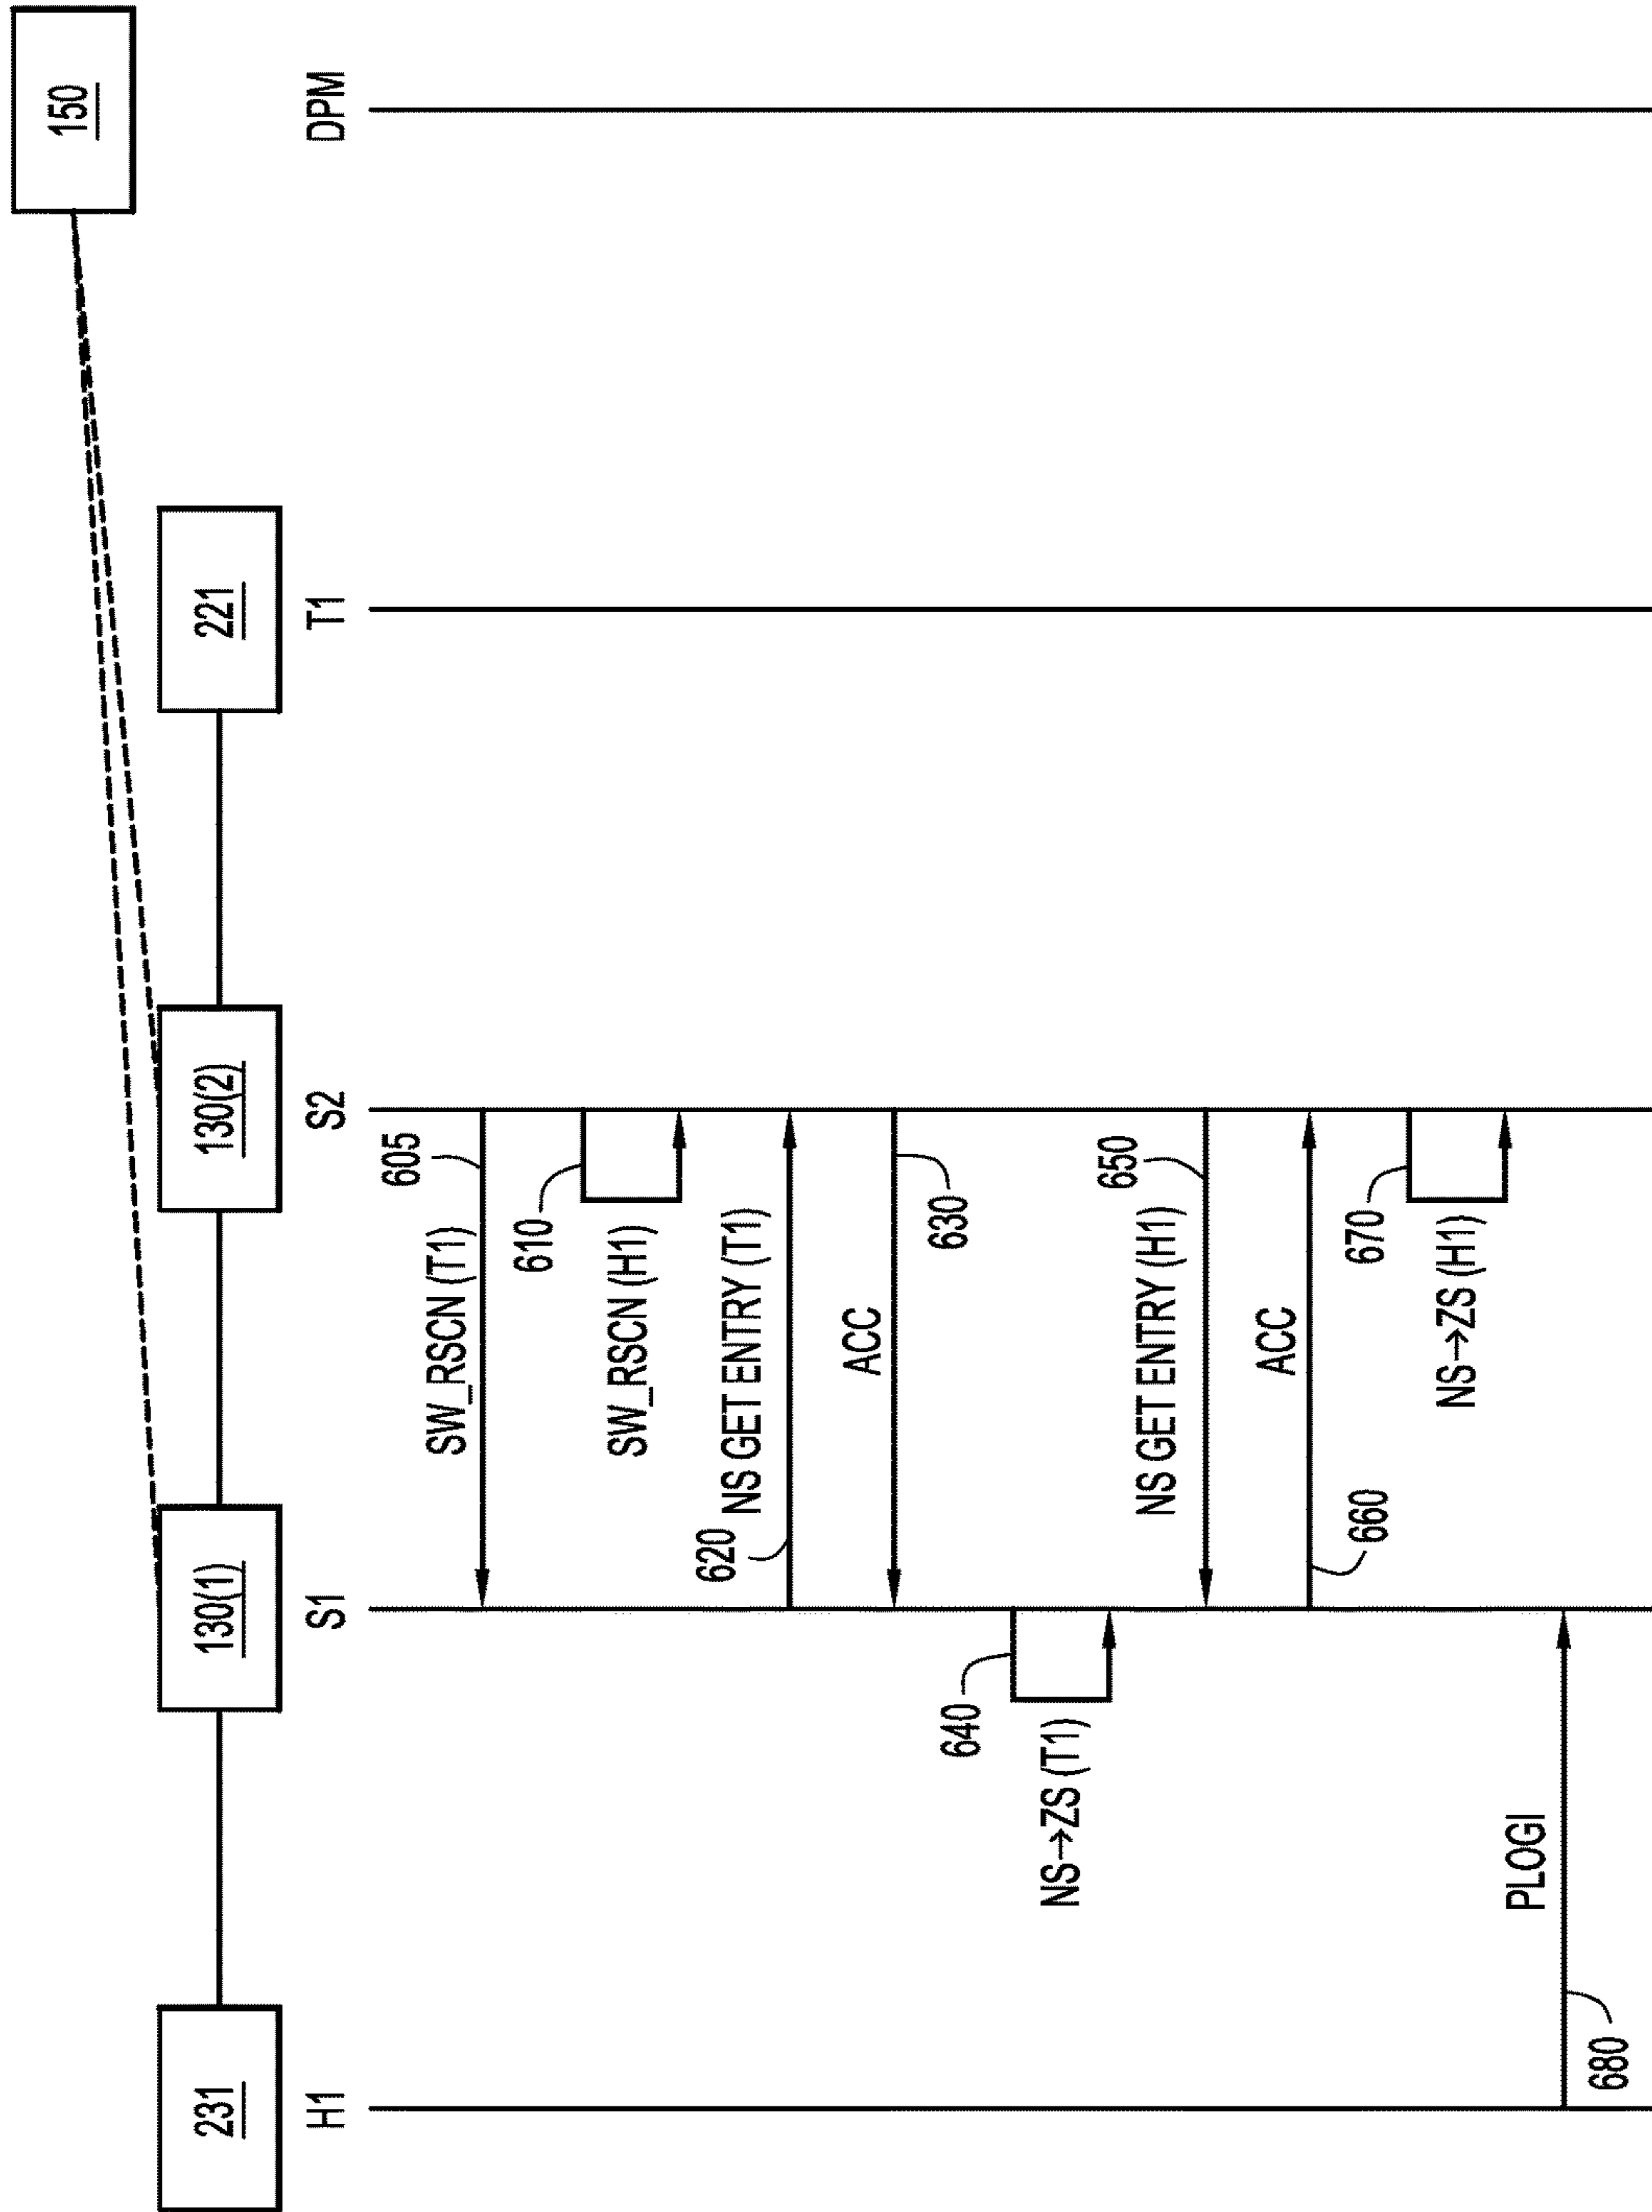 150
231
130(1)
130(2)
221
H1
S1
S2
T1
DPM
SW_RSCN (T1)
605
610
SW_RSCN (H1)
620
NS GET ENTRY (T1)
ACC
630
640
NS→ZS (T1)
NS GET ENTRY (H1)
650
ACC
660
670
NS→ZS (H1)
PLOGI
680